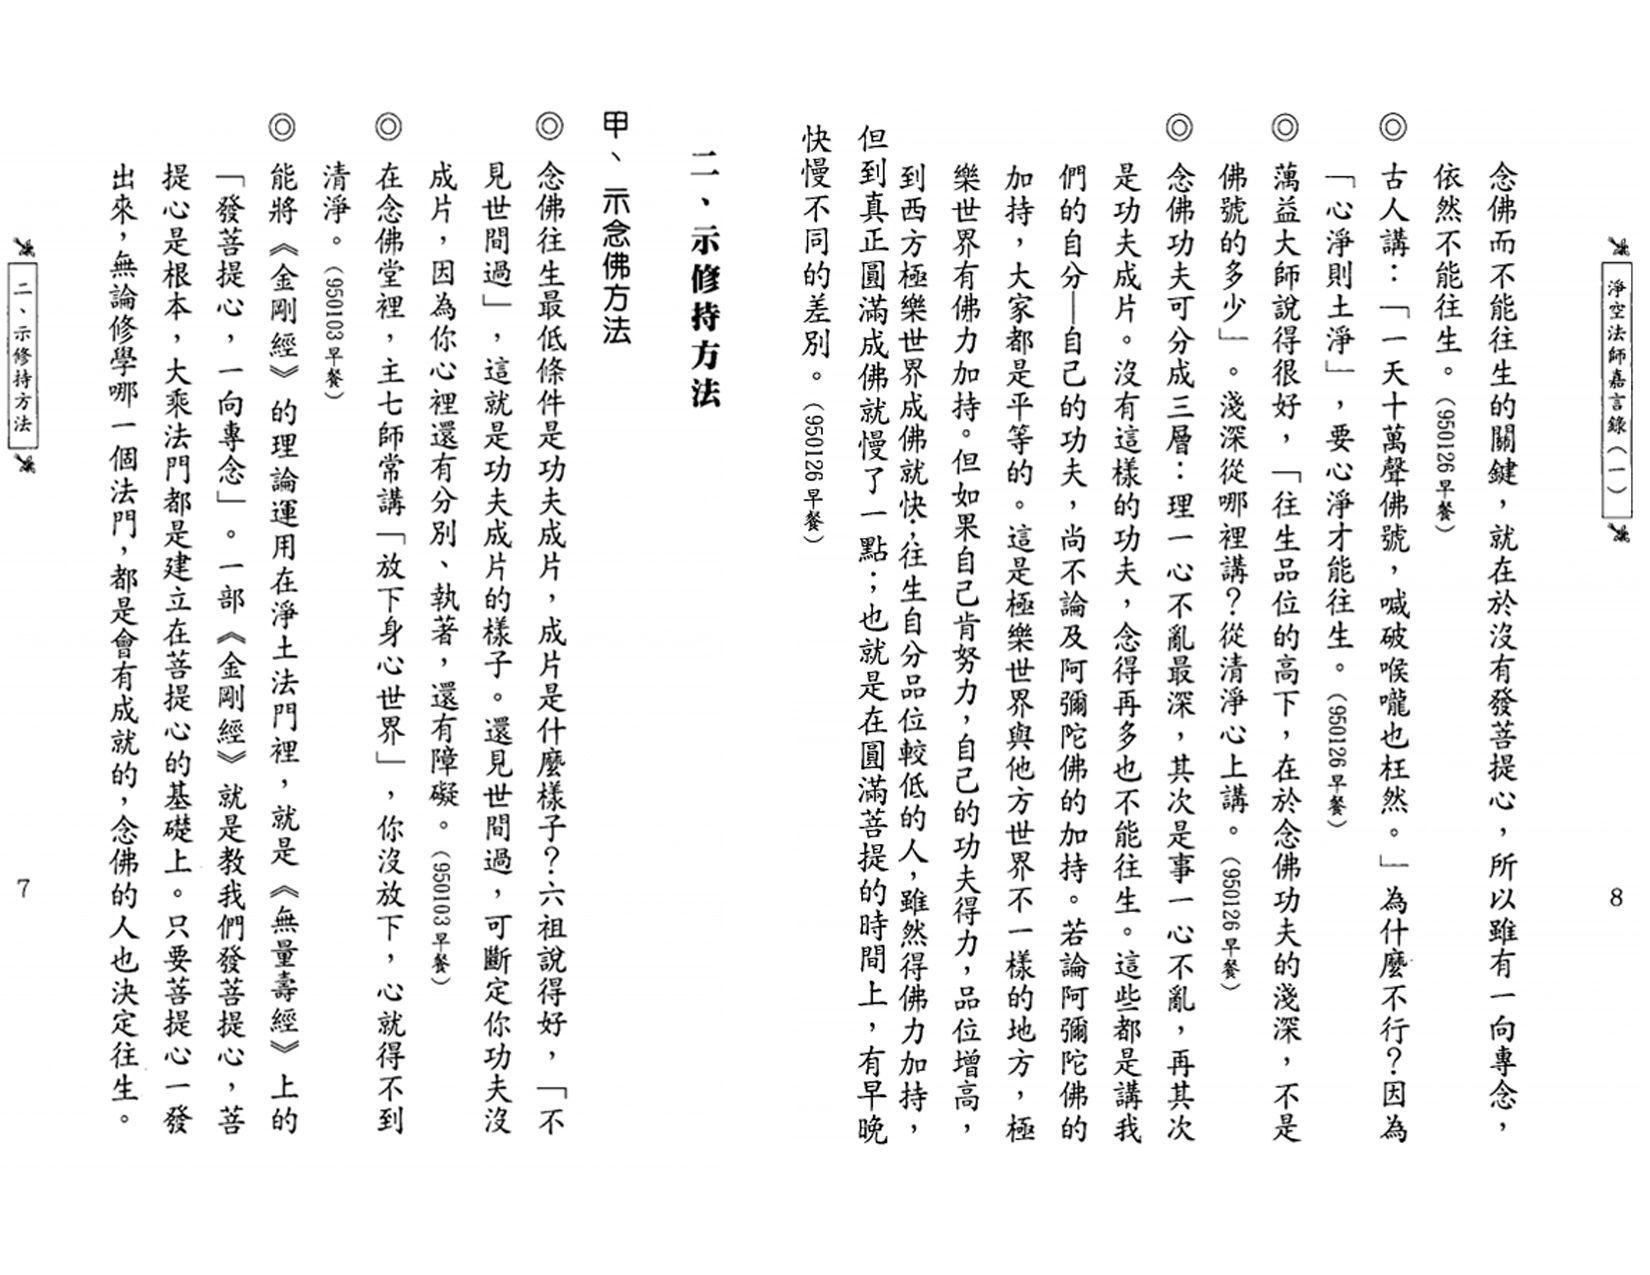 二、示修持方法
甲、示念佛方法
◎念佛往生最低條件是功夫成片，成片是什麼樣子？六祖說得好，「不
見世間過」，這就是功夫成片的樣子。還見世間過，可斷定你功夫沒
成片，因為你心裡還有分別、執著，還有障礙。（950103早餐）
◎在念佛堂裡，主七師常講「放下身心世界」，你沒放下，心就得不到
清淨。（950103早餐）
◎能將《金剛經》的理論運用在淨土法門裡，就是《無量壽經》上的
「發菩提心，一向專念」。一部《金剛經》就是教我們發菩提心，菩
提心是根本，大乘法門都是建立在菩提心的基礎上。只要菩提心一發
出來，無論修學哪一個法門，都是會有成就的，念佛的人也決定往生。
二、示修持方法
7
淨空法師嘉言錄（一）
8
念佛而不能往生的關鍵，就在於沒有發菩提心，所以雖有一向專念，
依然不能往生。（950126早餐）
◎古人講：「一天十萬聲佛號，喊破喉嚨也枉然。」為什麼不行？因為
「心淨則土淨」，要心淨才能往生。（950126早餐）
◎蕅益大師說得很好，「往生品位的高下，在於念佛功夫的淺深，不是
佛號的多少」。淺深從哪裡講？從清淨心上講。（950126早餐）
◎念佛功夫可分成三層：理一心不亂最深，其次是事一心不亂，再其次
是功夫成片。沒有這樣的功夫，念得再多也不能往生。這些都是講我
們的自分—自己的功夫，尚不論及阿彌陀佛的加持。若論阿彌陀佛的
加持，大家都是平等的。這是極樂世界與他方世界不一樣的地方，極
樂世界有佛力加持。但如果自己肯努力，自己的功夫得力，品位增高，
到西方極樂世界成佛就快；往生自分品位較低的人，雖然得佛力加持，
但到真正圓滿成佛就慢了一點；也就是在圓滿菩提的時間上，有早晚
快慢不同的差別。（950126早餐）